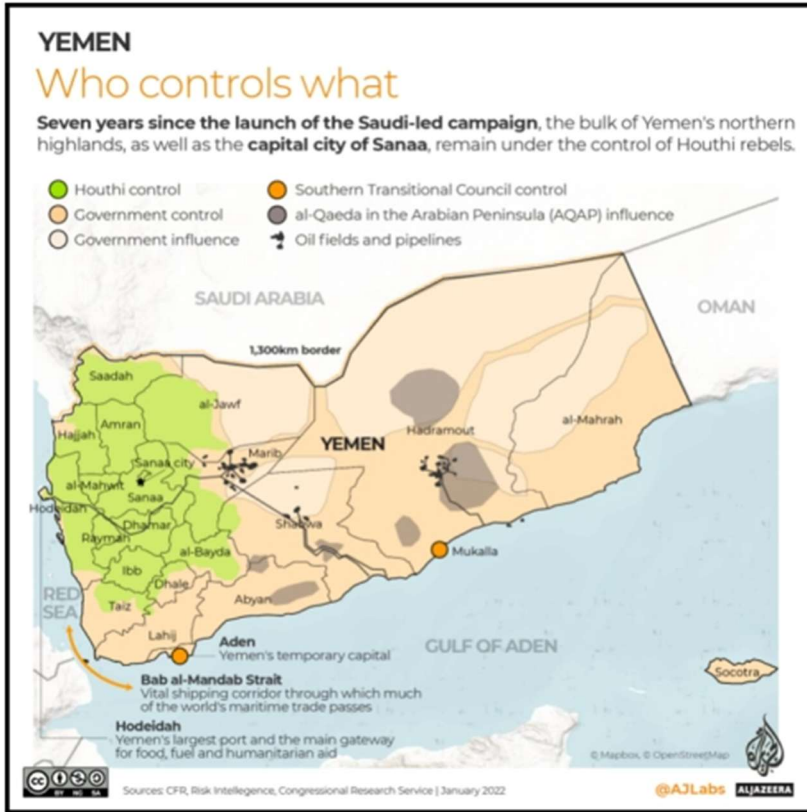 YEMEN
Who controls what
Seven years since the launch of the Saudi-led campaign, the bulk of Yemen's northern
highlands, as well as the capital city of Sanaa, remain under the control of Houthi rebels.
Houthi control
Southern Transitional Council control
Government control
al-Qaeda in the Arabian Peninsula (AQAP) influence
Government influence
Oil fields and pipelines
SAUDI ARABIA
OMAN
1,300km border
Saadah
al-Jawf
Amran
Hajjah
YEMEN
Hadramout
al-Mahrah
Marib
Sanaa city
al-Mahwit
Sanaa
Hodeidah
Dhamar
Shabwa
Raymah
al-Bayda
Mukalla
Ibb
Dhale
RED
SEA
Taiz
Abyan
Lahij
Aden
Yemen's temporary capital
GULF OF ADEN
Socotra
Bab al-Mandab Strait
Vital shipping corridor through which much
of the world's maritime trade passes
Hodeidah
Yemen's largest port and the main gateway
for food, fuel and humanitarian aid
© Mapbox, © OpenStreetMap
cc BY NC SA
Sources: CFR, Risk Intellegence, Congressional Research Service | January 2022
@AJLabs ALJAZEERA